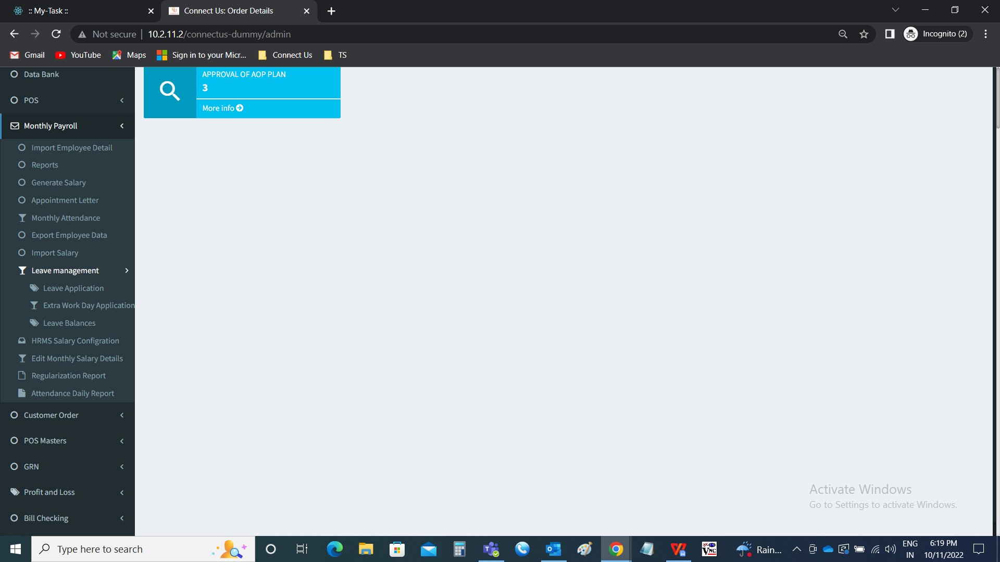 :: My-Task ::
Connect Us: Order Details
Not secure
10.2.11.2/connectus-dummy/admin
Incognito (2)
Gmail
YouTube
Maps
Sign in to your Micr...
Connect Us
TS
Data Bank
POS
Monthly Payroll
Import Employee Detail
Reports
Generate Salary
Appointment Letter
Monthly Attendance
Export Employee Data
Import Salary
Leave management
Leave Application
Extra Work Day Application
Leave Balances
HRMS Salary Configration
Edit Monthly Salary Details
Regularization Report
Attendance Daily Report
Customer Order
POS Masters
GRN
Profit and Loss
Bill Checking
APPROVAL OF AOP PLAN
3
More info
Activate Windows
Go to Settings to activate Windows.
Type here to search
Rain...
ENG
IN
6:19 PM
10/11/2022